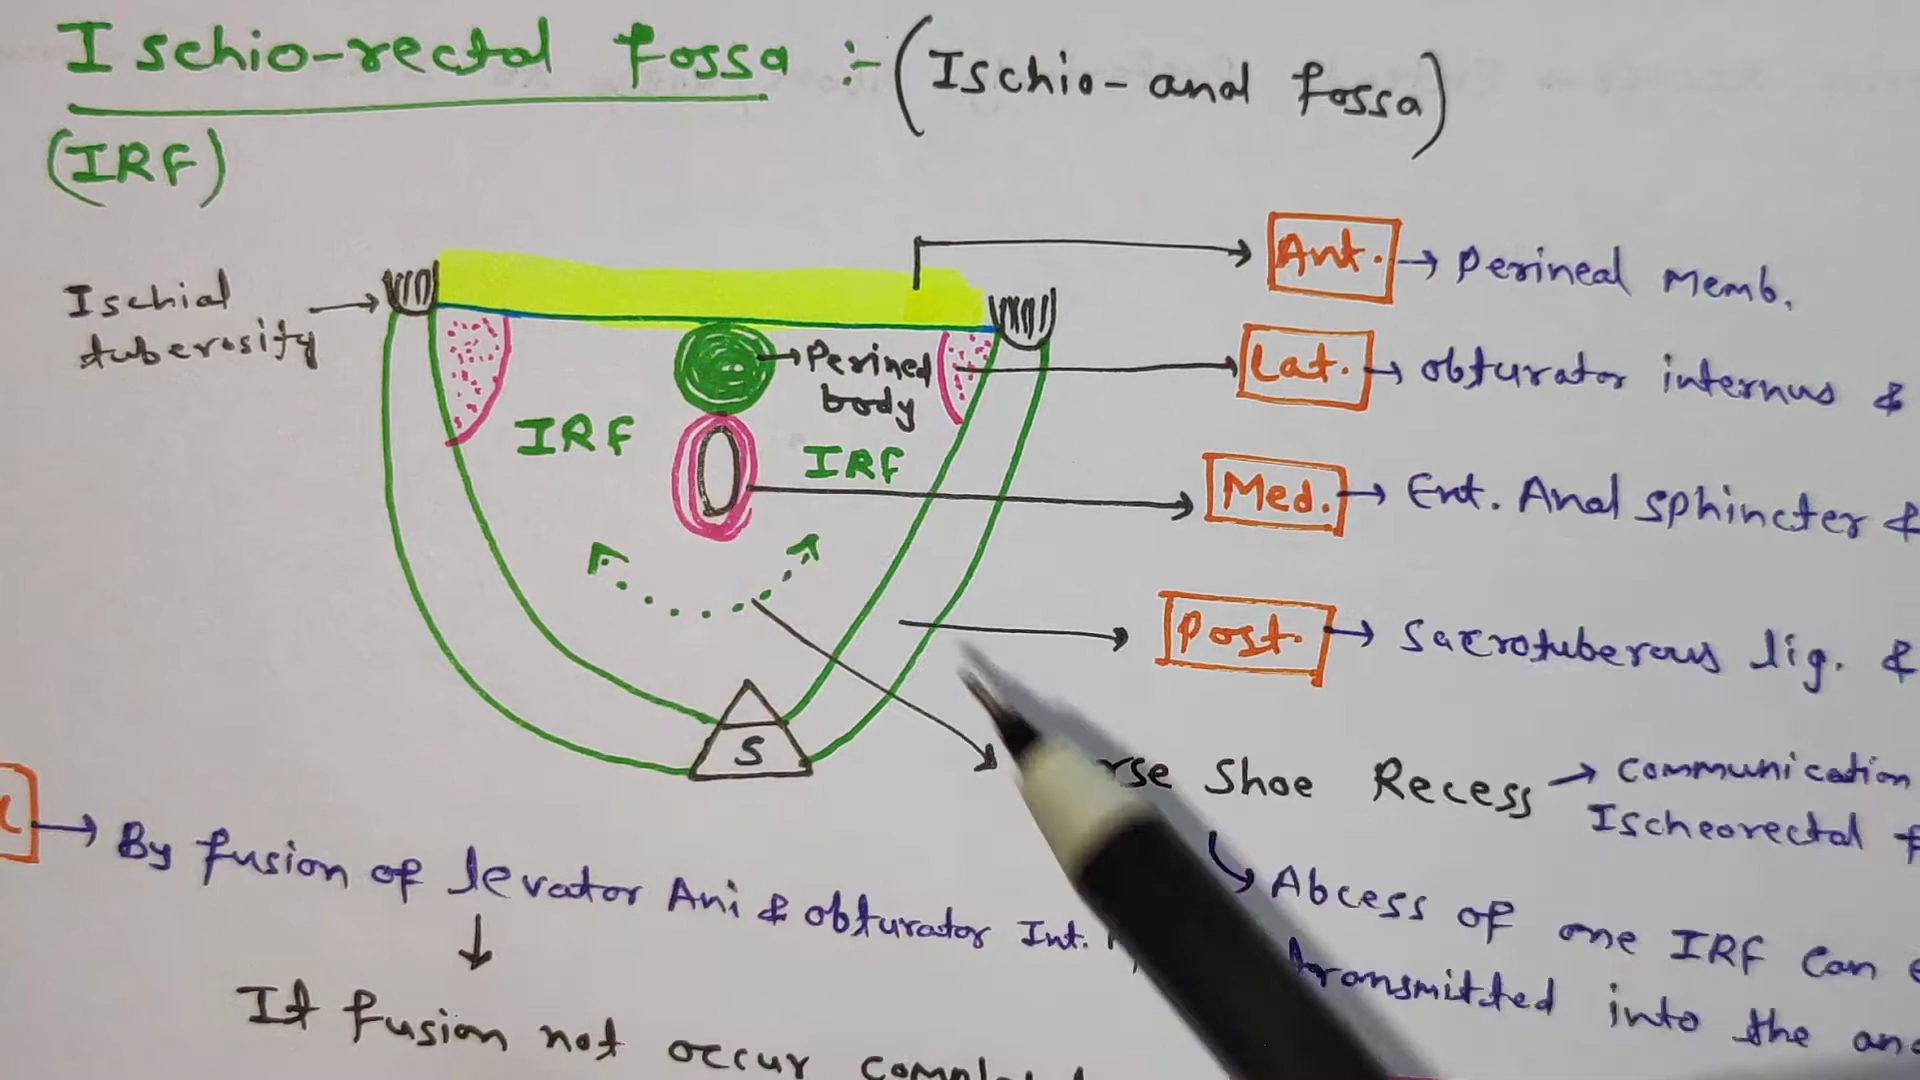 Ischio-rectal fossa :- (Ischio-anal fossa)
(IRF)
Ischial tuberosity
Ant. → Perineal Memb.
Lat. → obturator internus &
Med. → Ext. Anal sphincter &
Post. → Sacrotuberous lig. &
Perineal body
IRF
IRF
S
Shoe Recess → communication
Ischeorectal f
Abcess of one IRF can
transmitted into the
→ By fusion of levator Ani & obturator Int.
If fusion not occur